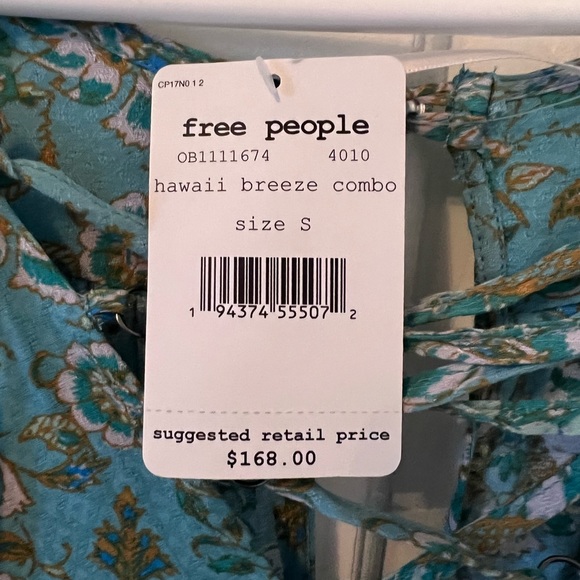 CP17N0 1 2
free people
OB1111674 4010
hawaii breeze combo
size S
1 94374 55507 2
suggested retail price
$168.00